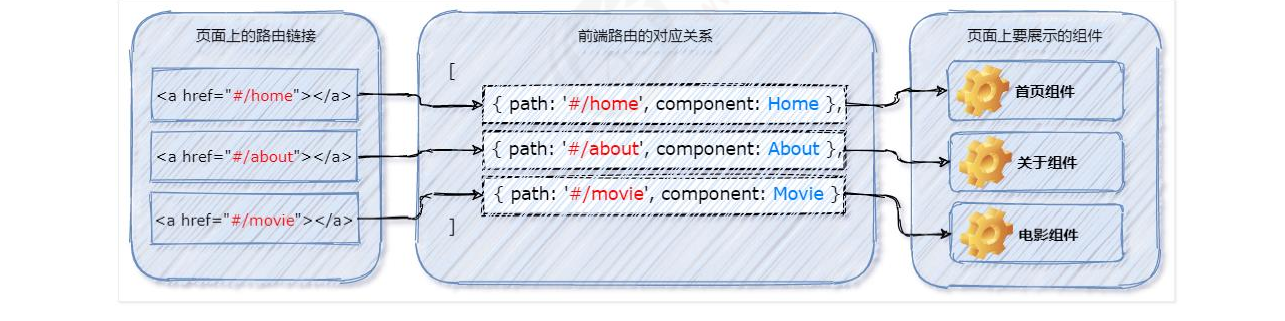 页面上的路由链接
<a href="#/home"></a>
<a href="#/about"></a>
<a href="#/movie"></a>
前端路由的对应关系
[
{ path: '#/home', component: Home },
{ path: '#/about', component: About },
{ path: '#/movie', component: Movie }
]
页面上要展示的组件
首页组件
关于组件
电影组件